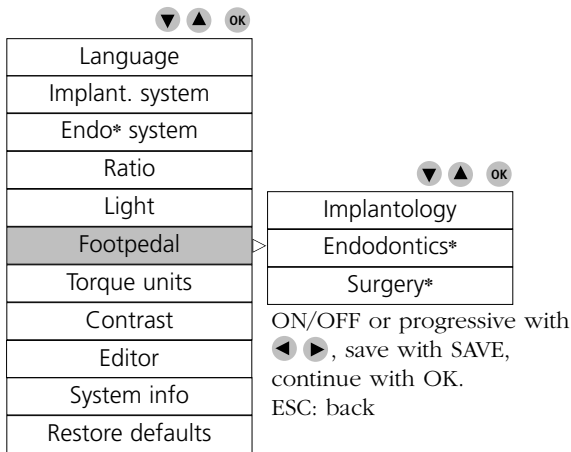 ▼ ▲ OK
Language
Implant. system
Endo* system
Ratio
Light
Footpedal
Torque units
Contrast
Editor
System info
Restore defaults
▼ ▲ OK
Implantology
Endodontics*
Surgery*
ON/OFF or progressive with
◀ ▶, save with SAVE,
continue with OK.
ESC: back